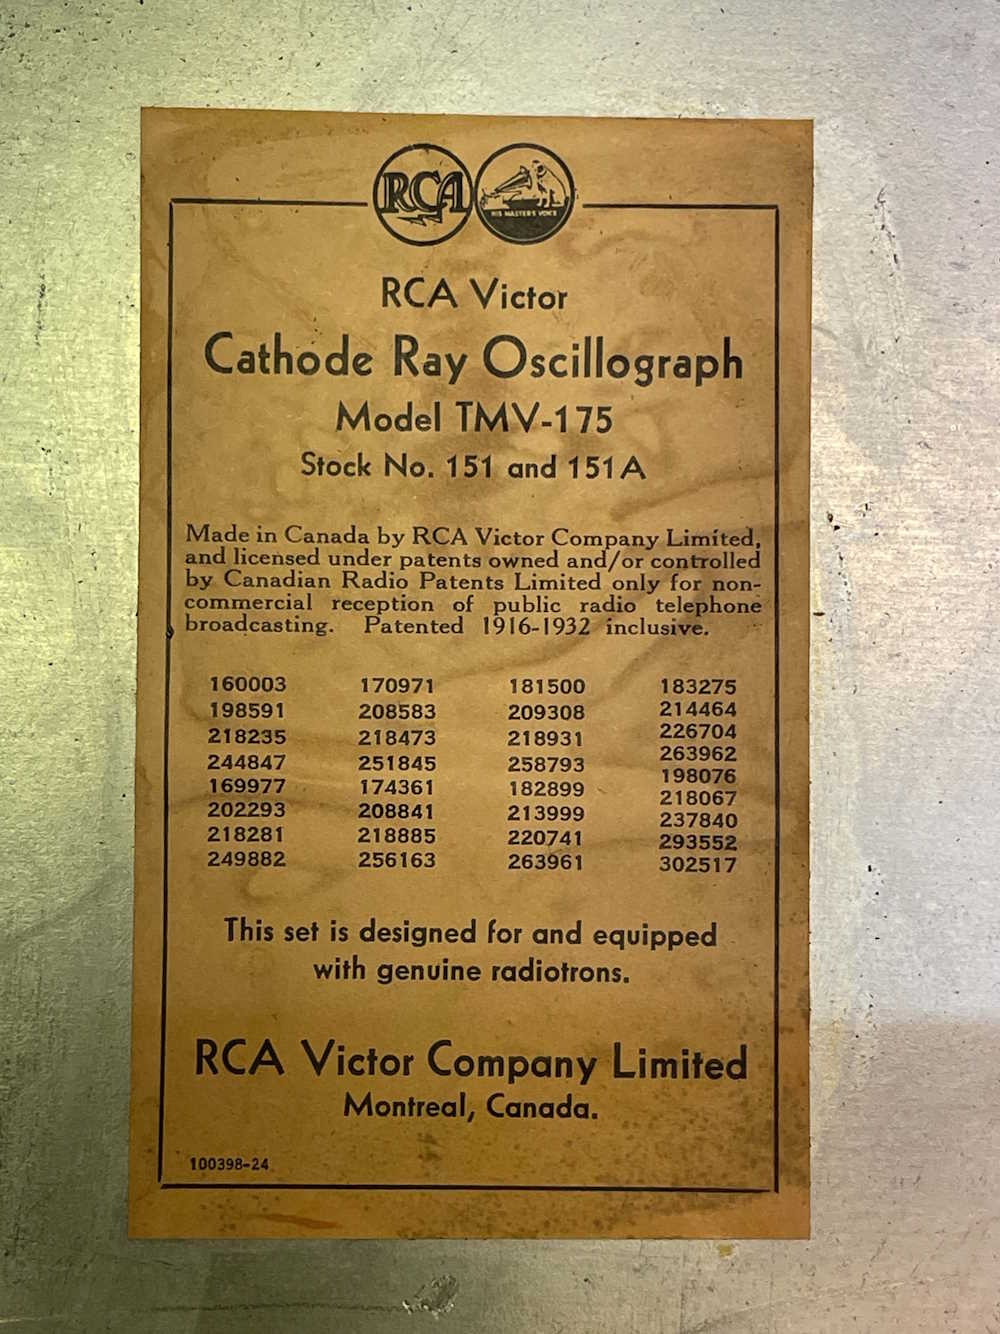 RCA HIS MASTER'S VOICE
RCA Victor
Cathode Ray Oscillograph
Model TMV-175
Stock No. 151 and 151A
Made in Canada by RCA Victor Company Limited,
and licensed under patents owned and/or controlled
by Canadian Radio Patents Limited only for non-
commercial reception of public radio telephone
broadcasting. Patented 1916-1932 inclusive.
160003 170971 181500 183275
198591 208583 209308 214464
218235 218473 218931 226704
244847 251845 258793 263962
169977 174361 182899 198076
202293 208841 213999 218067
218281 218885 220741 237840
249882 256163 263961 293552
302517
This set is designed for and equipped
with genuine radiotrons.
RCA Victor Company Limited
Montreal, Canada.
100398-24